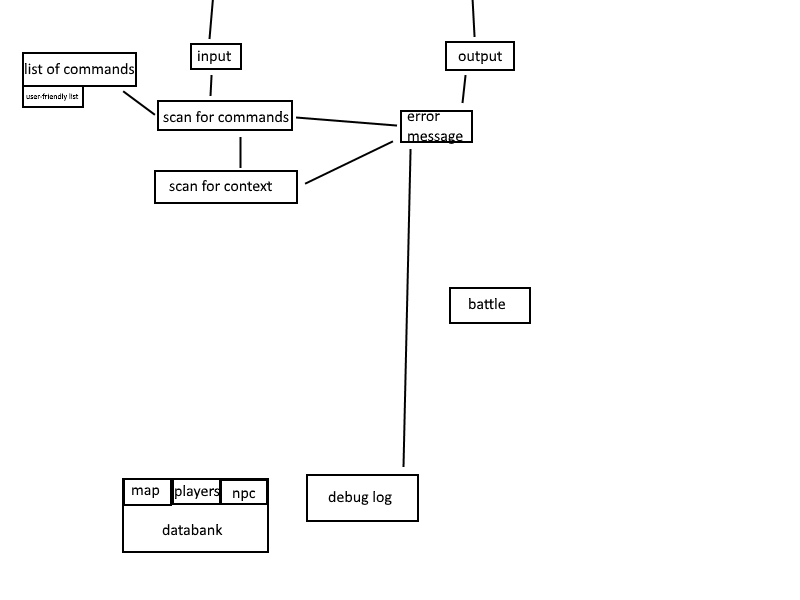 input
output
list of commands
user-friendly list
scan for commands
error
message
scan for context
battle
map
players
npc
databank
debug log